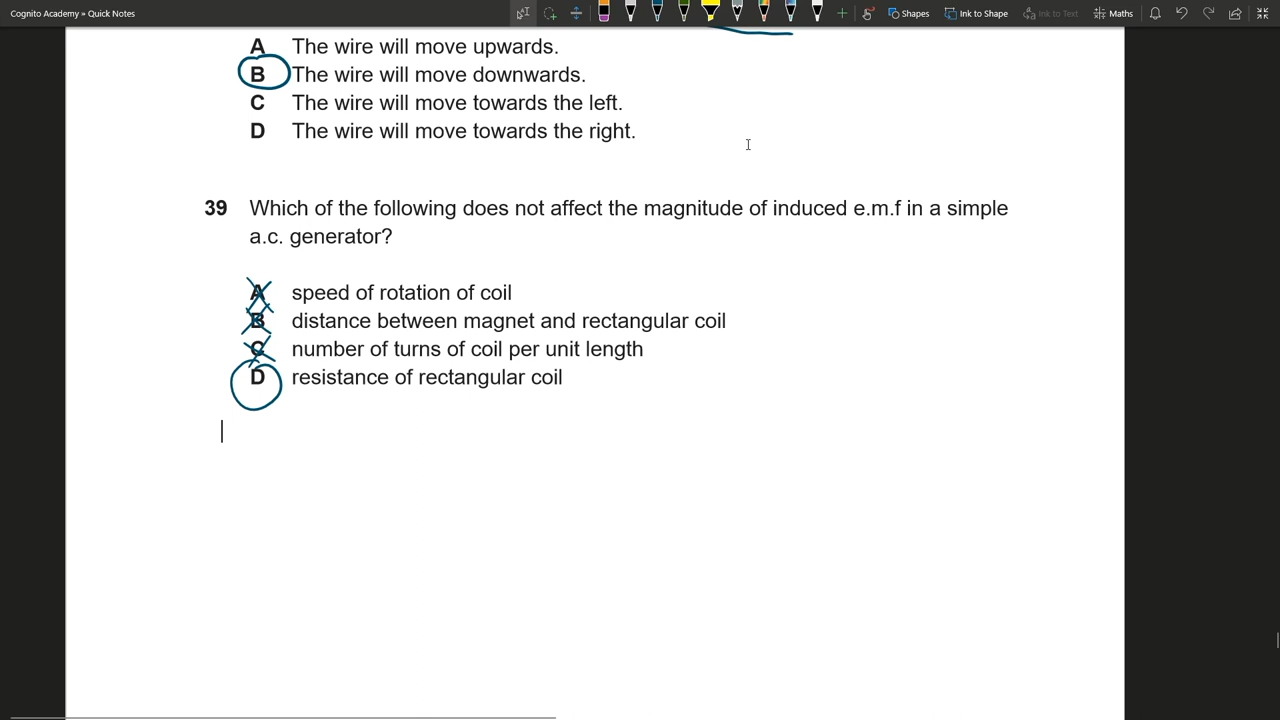 Cognito Academy » Quick Notes
Shapes
Ink to Shape
Ink to Text
Maths
A The wire will move upwards.
B The wire will move downwards.
C The wire will move towards the left.
D The wire will move towards the right.
39 Which of the following does not affect the magnitude of induced e.m.f in a simple
a.c. generator?
A speed of rotation of coil
B distance between magnet and rectangular coil
C number of turns of coil per unit length
D resistance of rectangular coil